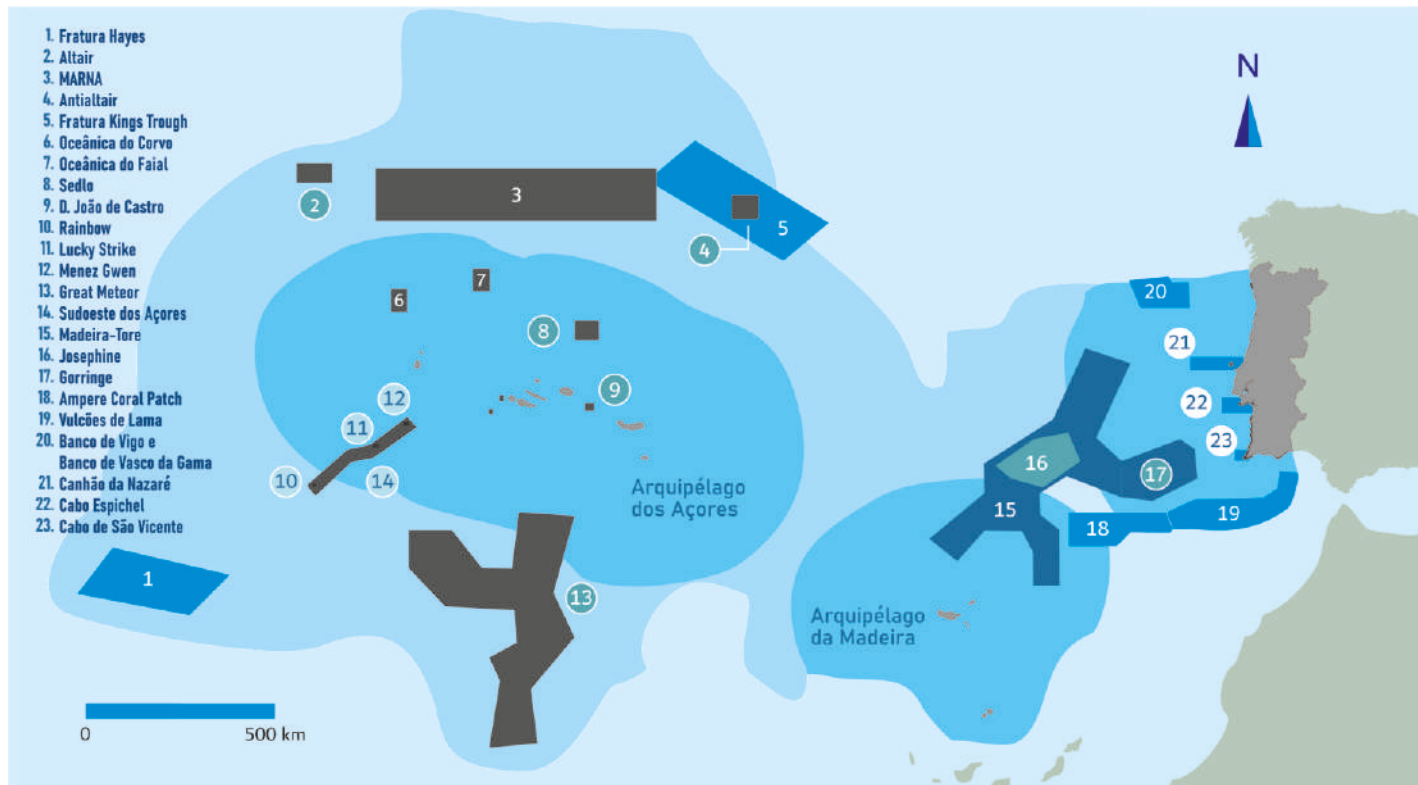 1. Fratura Hayes
2. Altair
3. MARNA
4. Antialtair
5. Fratura Kings Trough
6. Oceânica do Corvo
7. Oceânica do Faial
8. Sedlo
9. D. João de Castro
10. Rainbow
11. Lucky Strike
12. Menez Gwen
13. Great Meteor
14. Sudoeste dos Açores
15. Madeira-Tore
16. Josephine
17. Gorringe
18. Ampere Coral Patch
19. Vulcões de Lama
20. Banco de Vigo e
Banco de Vasco da Gama
21. Canhão da Nazaré
22. Cabo Espichel
23. Cabo de São Vicente
N
2
3
4
5
6
7
8
9
10
11
12
14
20
21
22
23
16
17
15
18
19
Arquipélago
dos Açores
1
13
Arquipélago
da Madeira
0
500 km